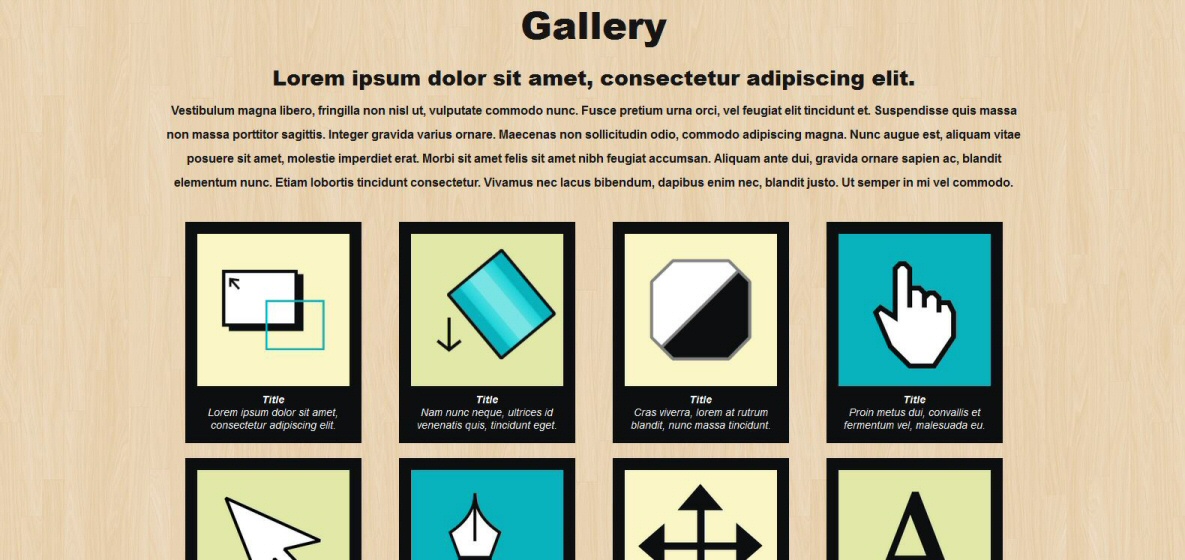 Gallery
Lorem ipsum dolor sit amet, consectetur adipiscing elit.
Vestibulum magna libero, fringilla non nisl ut, vulputate commodo nunc. Fusce pretium urna orci, vel feugiat elit tincidunt et. Suspendisse quis massa
non massa porttitor sagittis. Integer gravida varius ornare. Maecenas non sollicitudin odio, commodo adipiscing magna. Nunc augue est, aliquam vitae
posuere sit amet, molestie imperdiet erat. Morbi sit amet felis sit amet nibh feugiat accumsan. Aliquam ante dui, gravida ornare sapien ac, blandit
elementum nunc. Etiam lobortis tincidunt consectetur. Vivamus nec lacus bibendum, dapibus enim nec, blandit justo. Ut semper in mi vel commodo.
Title
Lorem ipsum dolor sit amet,
consectetur adipiscing elit.
Title
Nam nunc neque, ultrices id
venenatis quis, tincidunt eget.
Title
Cras viverra, lorem at rutrum
blandit, nunc massa tincidunt.
Title
Proin metus dui, convallis et
fermentum vel, malesuada eu.
A